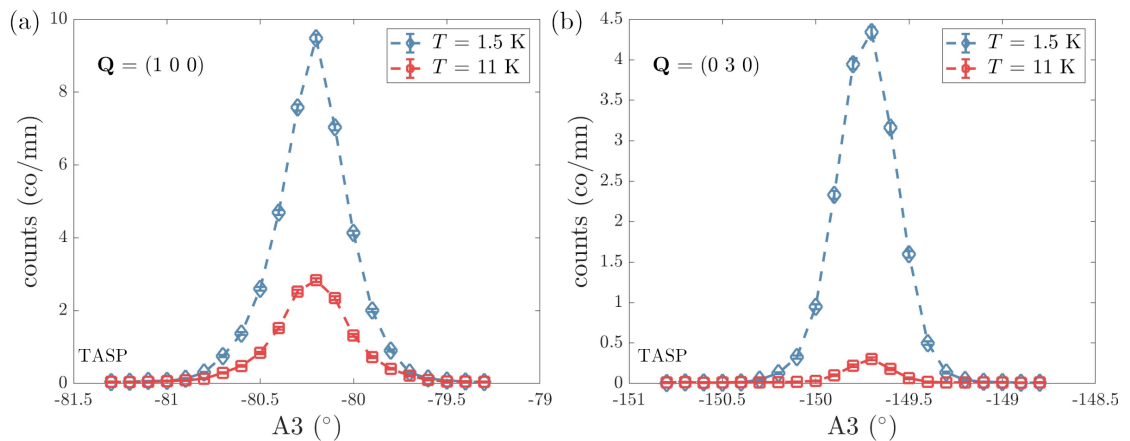 (a)
10
8
6
4
2
0
counts (co/mn)
Q = (1 0 0)
T = 1.5 K
T = 11 K
TASP
-81.5
-81
-80.5
-80
-79.5
-79
A3 (°)
(b)
4.5
4
3.5
3
2.5
2
1.5
1
0.5
0
counts (co/mn)
Q = (0 3 0)
T = 1.5 K
T = 11 K
TASP
-151
-150.5
-150
-149.5
-149
-148.5
A3 (°)